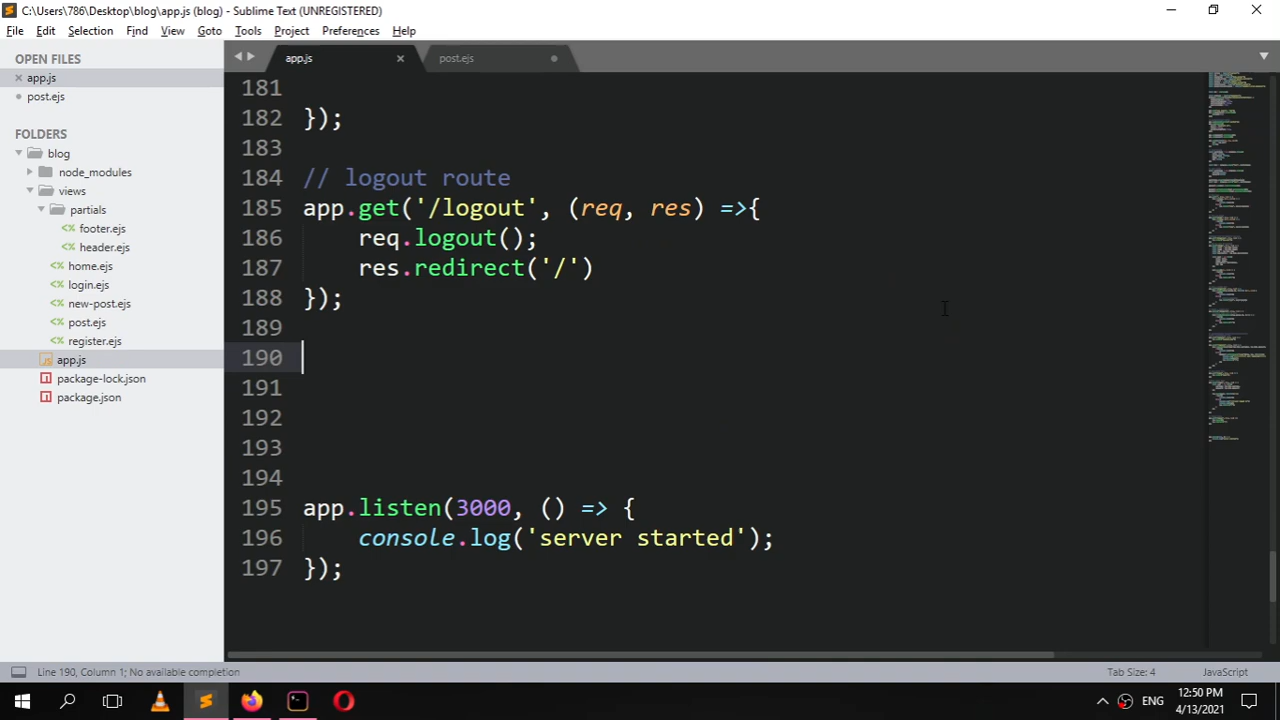 C:\Users\786\Desktop\blog\app.js (blog) - Sublime Text (UNREGISTERED)
File Edit Selection Find View Goto Tools Project Preferences Help
OPEN FILES
app.js
post.ejs
FOLDERS
blog
node_modules
views
partials
footer.ejs
header.ejs
home.ejs
login.ejs
new-post.ejs
post.ejs
register.ejs
app.js
package-lock.json
package.json
app.js
post.ejs
181
182 });
183
184 // logout route
185 app.get('/logout', (req, res) =>{
186 req.logout();
187 res.redirect('/')
188 });
189
190
191
192
193
194
195 app.listen(3000, () => {
196 console.log('server started');
197 });
Line 190, Column 1; No available completion
Tab Size: 4
JavaScript
ENG
12:50 PM
4/13/2021